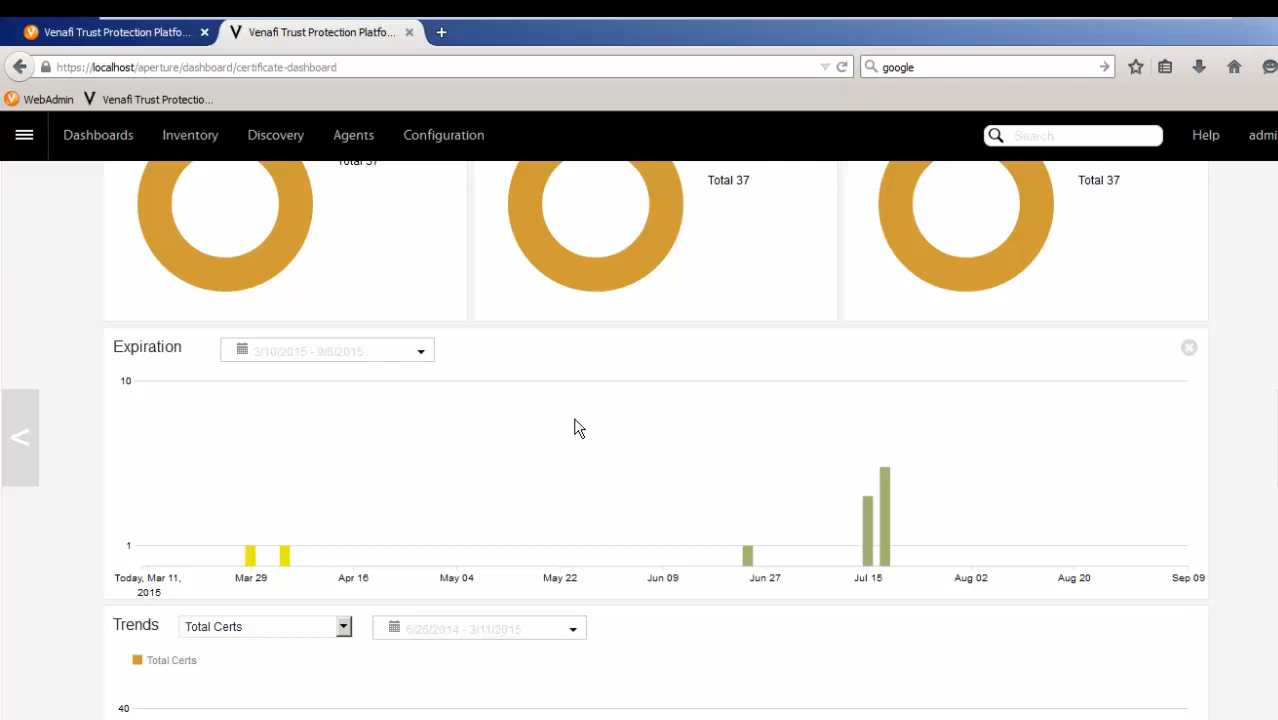 Venafi Trust Protection Platfo...
Venafi Trust Protection Platfo...
https://localhost/aperture/dashboard/certificate-dashboard
google
WebAdmin
Venafi Trust Protectio...
Dashboards
Inventory
Discovery
Agents
Configuration
Search
Help
admi
Total 37
Total 37
Total 37
Expiration
3/10/2015 - 9/8/2015
10
1
Today, Mar 11, 2015
Mar 29
Apr 16
May 04
May 22
Jun 09
Jun 27
Jul 15
Aug 02
Aug 20
Sep 09
Trends
Total Certs
6/26/2014 - 3/11/2015
Total Certs
40